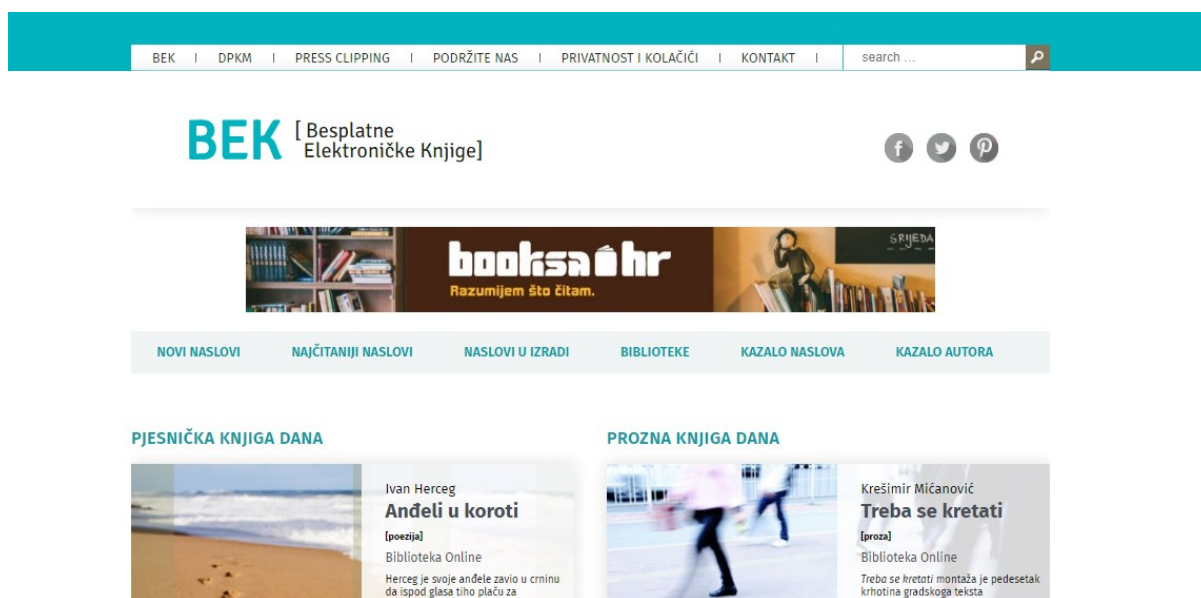 BEK | DPKM | PRESS CLIPPING | PODRŽITE NAS | PRIVATNOST I KOLAČIĆI | KONTAKT | search ...
BEK [ Besplatne
Elektroničke Knjige]
SRIJEDA
booksa hr
Razumijem što čitam.
NOVI NASLOVI NAJČITANIJI NASLOVI NASLOVI U IZRADI BIBLIOTEKE KAZALO NASLOVA KAZALO AUTORA
PJESNIČKA KNJIGA DANA
Ivan Herceg
Anđeli u koroti
[poezija]
Biblioteka Online
Herceg je svoje anđele zavio u crninu
da ispod glasa tiho plaču za
PROZNA KNJIGA DANA
Krešimir Mićanović
Treba se kretati
[proza]
Biblioteka Online
Treba se kretati montaža je pedesetak
krhotina gradskoga teksta